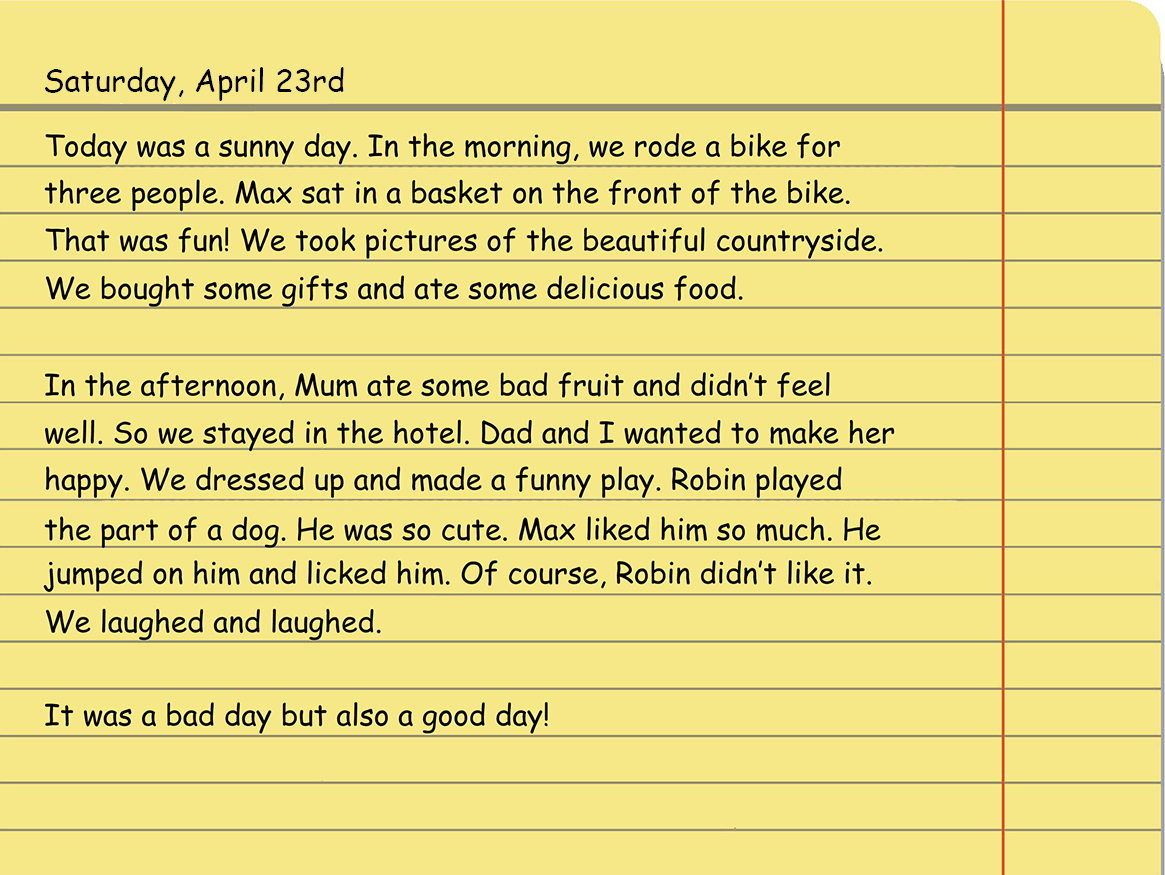 Saturday, April 23rd
Today was a sunny day. In the morning, we rode a bike for
three people. Max sat in a basket on the front of the bike.
That was fun! We took pictures of the beautiful countryside.
We bought some gifts and ate some delicious food.
In the afternoon, Mum ate some bad fruit and didn't feel
well. So we stayed in the hotel. Dad and I wanted to make her
happy. We dressed up and made a funny play. Robin played
the part of a dog. He was so cute. Max liked him so much. He
jumped on him and licked him. Of course, Robin didn't like it.
We laughed and laughed.
It was a bad day but also a good day!